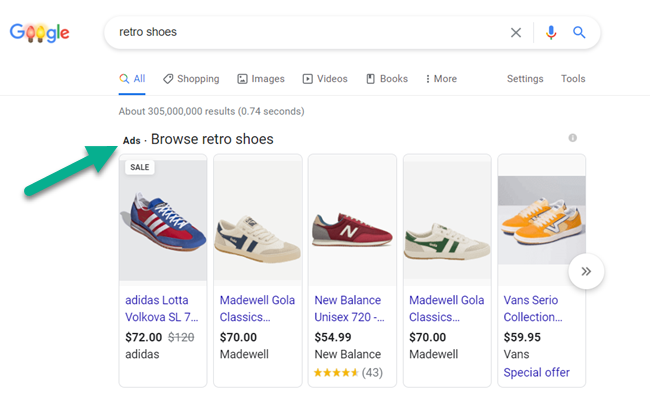 Google
retro shoes
All Shopping Images Videos Books More Settings Tools
About 305,000,000 results (0.74 seconds)
Ads · Browse retro shoes
SALE
adidas Lotta
Volkova SL 7...
$72.00 $120
adidas
Madewell Gola
Classics...
$70.00
Madewell
New Balance
Unisex 720 -...
$54.99
New Balance
(43)
Madewell Gola
Classics...
$70.00
Madewell
Vans Serio
Collection...
$59.95
Vans
Special offer